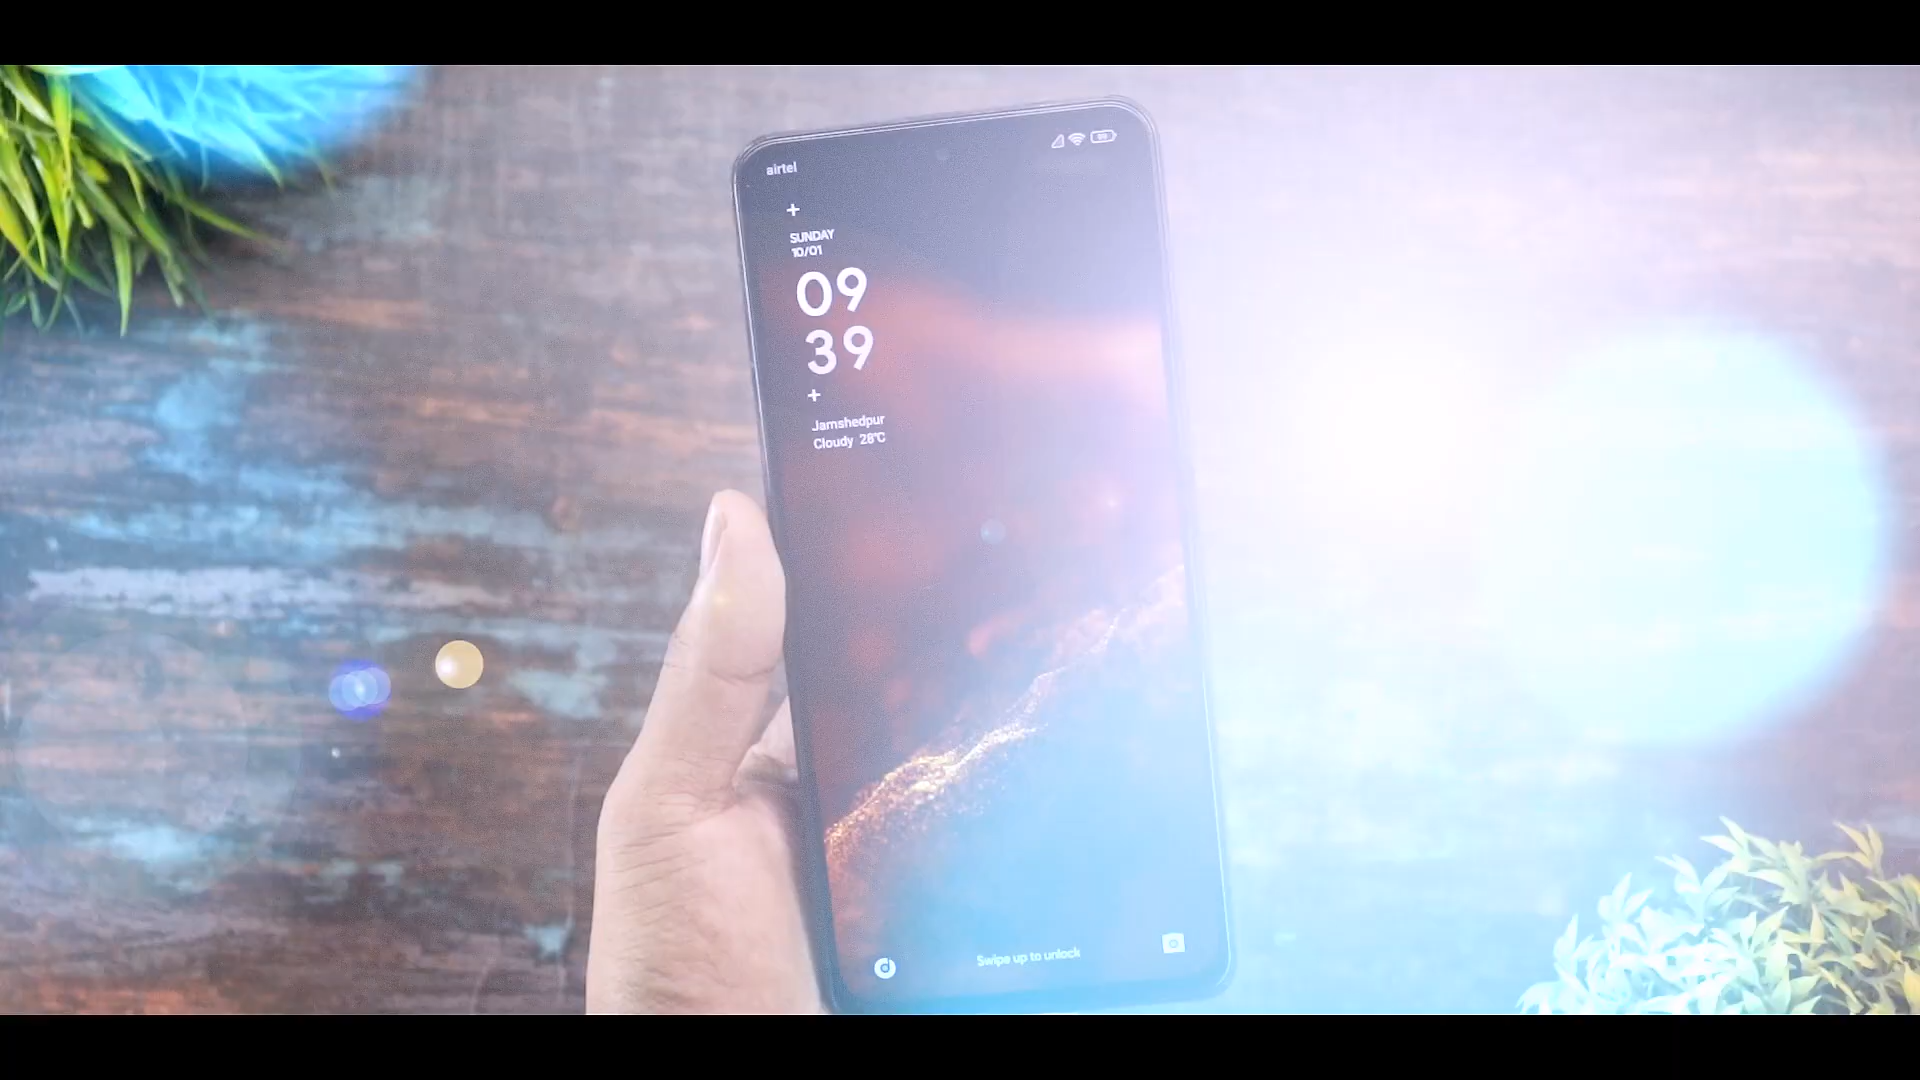 airtel
+
SUNDAY
10/01
09
39
+
Jamshedpur
Cloudy 28°C
Swipe up to unlock